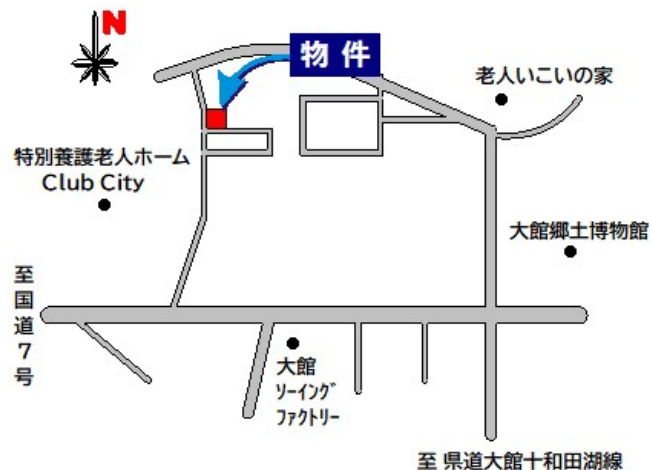 N
物件
老人いこいの家
特別養護老人ホーム
Club City
大館郷土博物館
至国道7号
大館
ソーイング
ファクトリー
至 県道大館十和田湖線